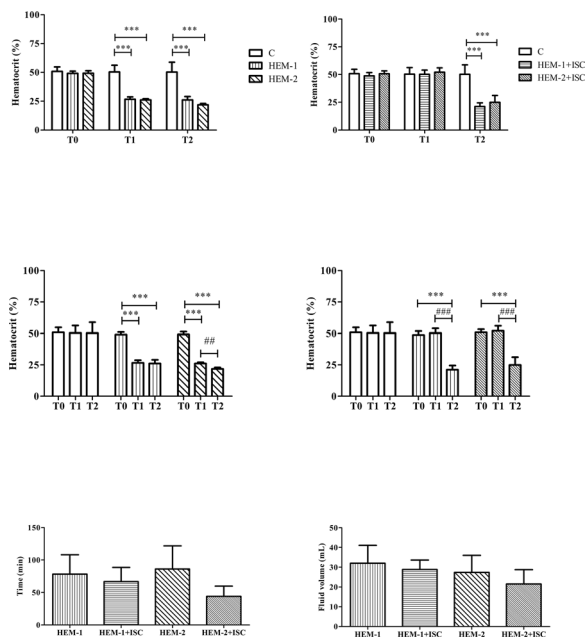 Hematocrit (%)
100
75
50
25
0
***
***
***
***
T0
T1
T2
C
HEM-1
HEM-2
Hematocrit (%)
100
75
50
25
0
***
***
T0
T1
T2
C
HEM-1+ISC
HEM-2+ISC
Hematocrit (%)
100
75
50
25
0
***
***
***
***
##
T0 T1 T2
T0 T1 T2
T0 T1 T2
Hematocrit (%)
100
75
50
25
0
***
###
***
###
T0 T1 T2
T0 T1 T2
T0 T1 T2
Time (min)
150
100
50
0
HEM-1
HEM-1+ISC
HEM-2
HEM-2+ISC
Fluid volume (mL)
50
40
30
20
10
0
HEM-1
HEM-1+ISC
HEM-2
HEM-2+ISC